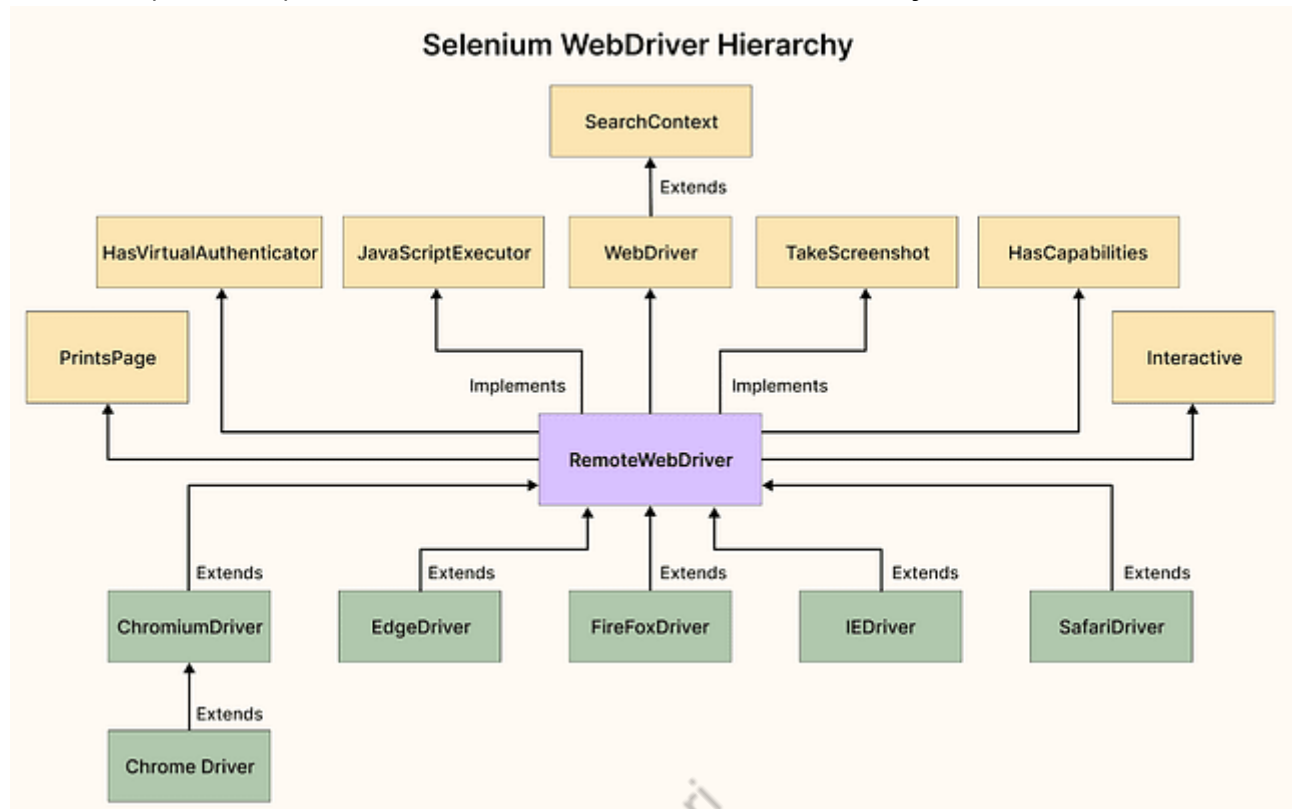 Selenium WebDriver Hierarchy
SearchContext
Extends
HasVirtualAuthenticator
JavaScriptExecutor
WebDriver
TakeScreenshot
HasCapabilities
PrintsPage
Interactive
Implements
Implements
RemoteWebDriver
Extends
Extends
Extends
Extends
Extends
ChromiumDriver
EdgeDriver
FireFoxDriver
IEDriver
SafariDriver
Extends
Chrome Driver